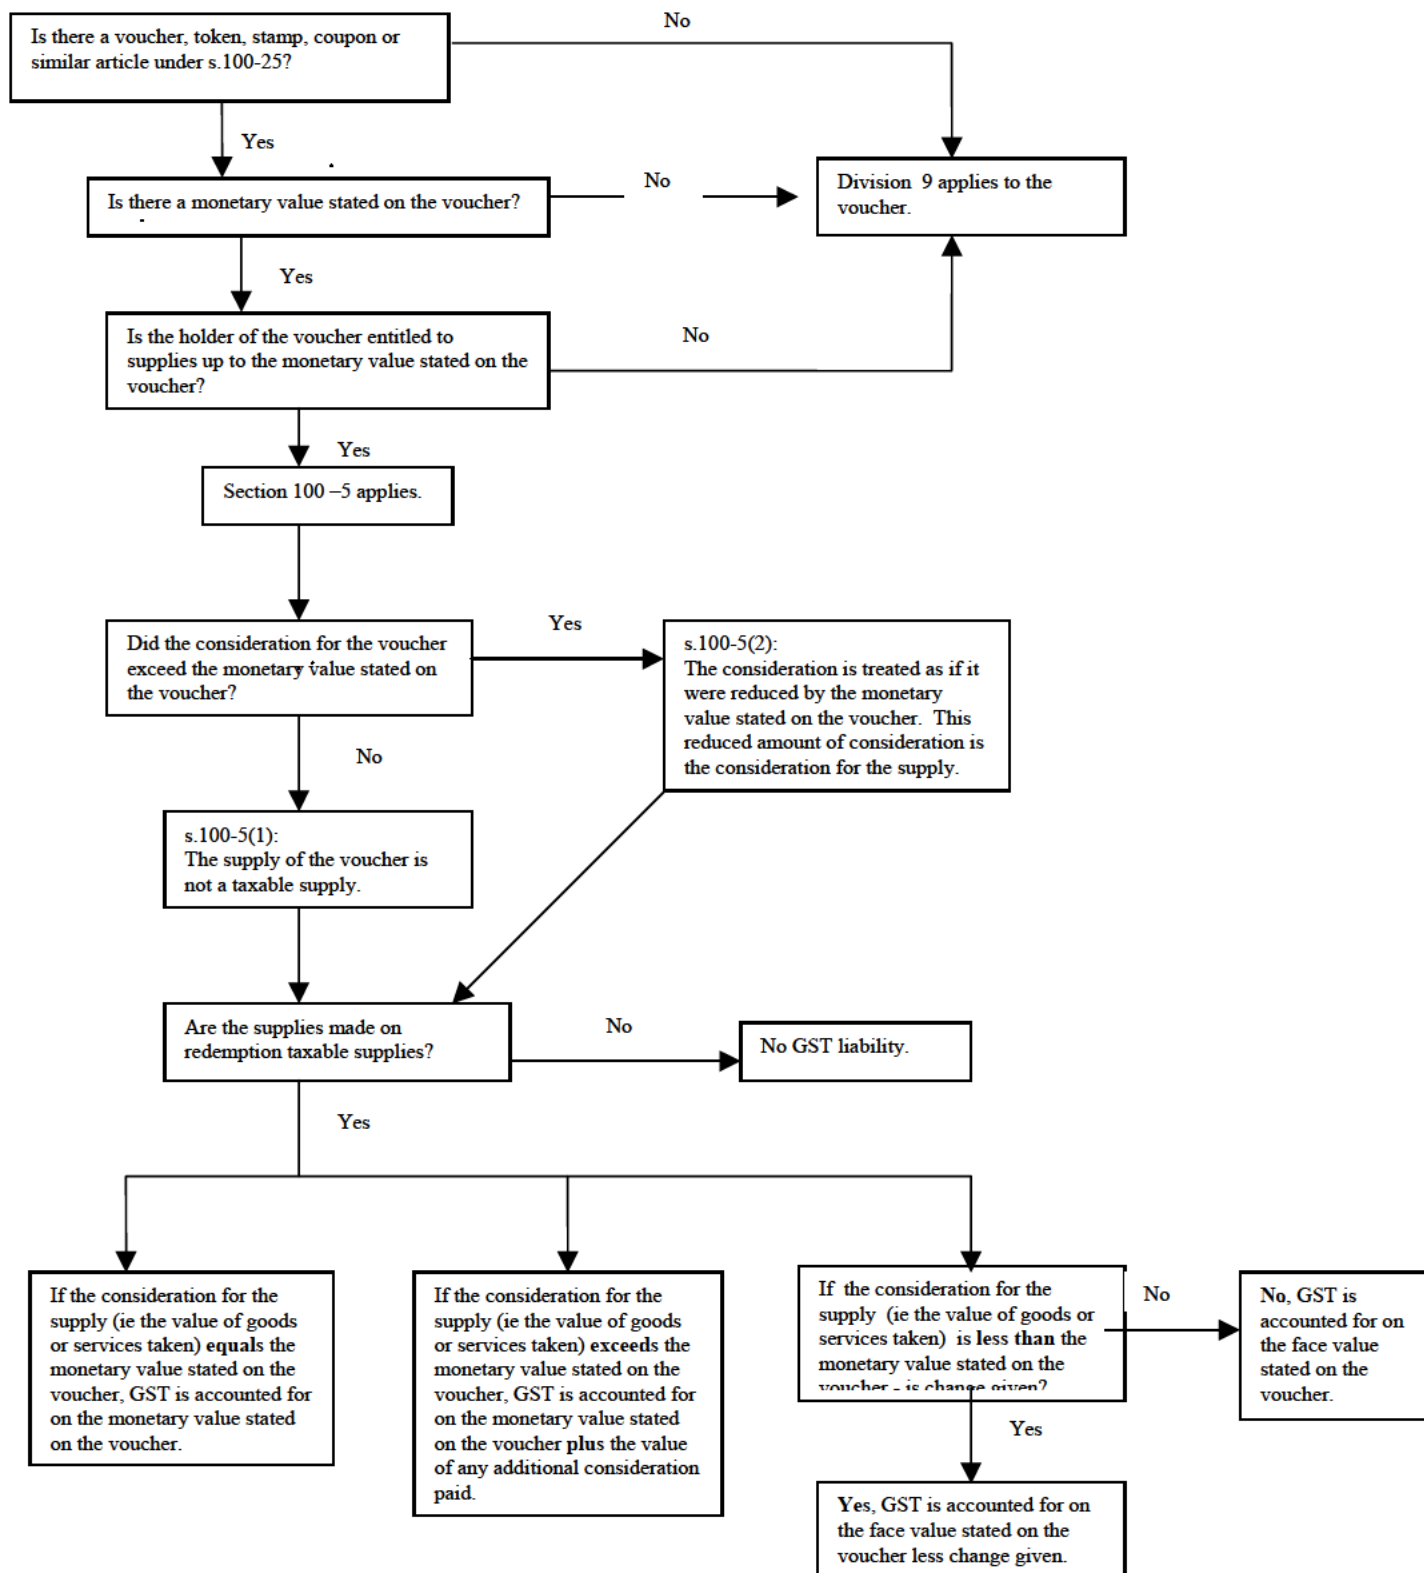 No
Is there a voucher, token, stamp, coupon or
similar article under s.100-25?
Yes
Is there a monetary value stated on the voucher?
No
Division 9 applies to the
voucher.
Yes
Is the holder of the voucher entitled to
supplies up to the monetary value stated on the
voucher?
No
Yes
Section 100 –5 applies.
Did the consideration for the voucher
exceed the monetary value stated on
the voucher?
Yes
s.100-5(2):
The consideration is treated as if it
were reduced by the monetary
value stated on the voucher.  This
reduced amount of consideration is
the consideration for the supply.
No
s.100-5(1):
The supply of the voucher is
not a taxable supply.
Are the supplies made on
redemption taxable supplies?
No
No GST liability.
Yes
If the consideration for the
supply (ie the value of goods
or services taken) equals the
monetary value stated on the
voucher, GST is accounted for
on the monetary value stated
on the voucher.
If the consideration for the
supply (ie the value of goods
or services taken) exceeds the
monetary value stated on the
voucher, GST is accounted for
on the monetary value stated
on the voucher plus the value
of any additional consideration
paid.
If  the consideration for the
supply  (ie the value of goods or
services taken)  is less than the
monetary value stated on the
voucher - is change given?
No
No, GST is
accounted for on
the face value
stated on the
voucher.
Yes
Yes, GST is accounted for on
the face value stated on the
voucher less change given.